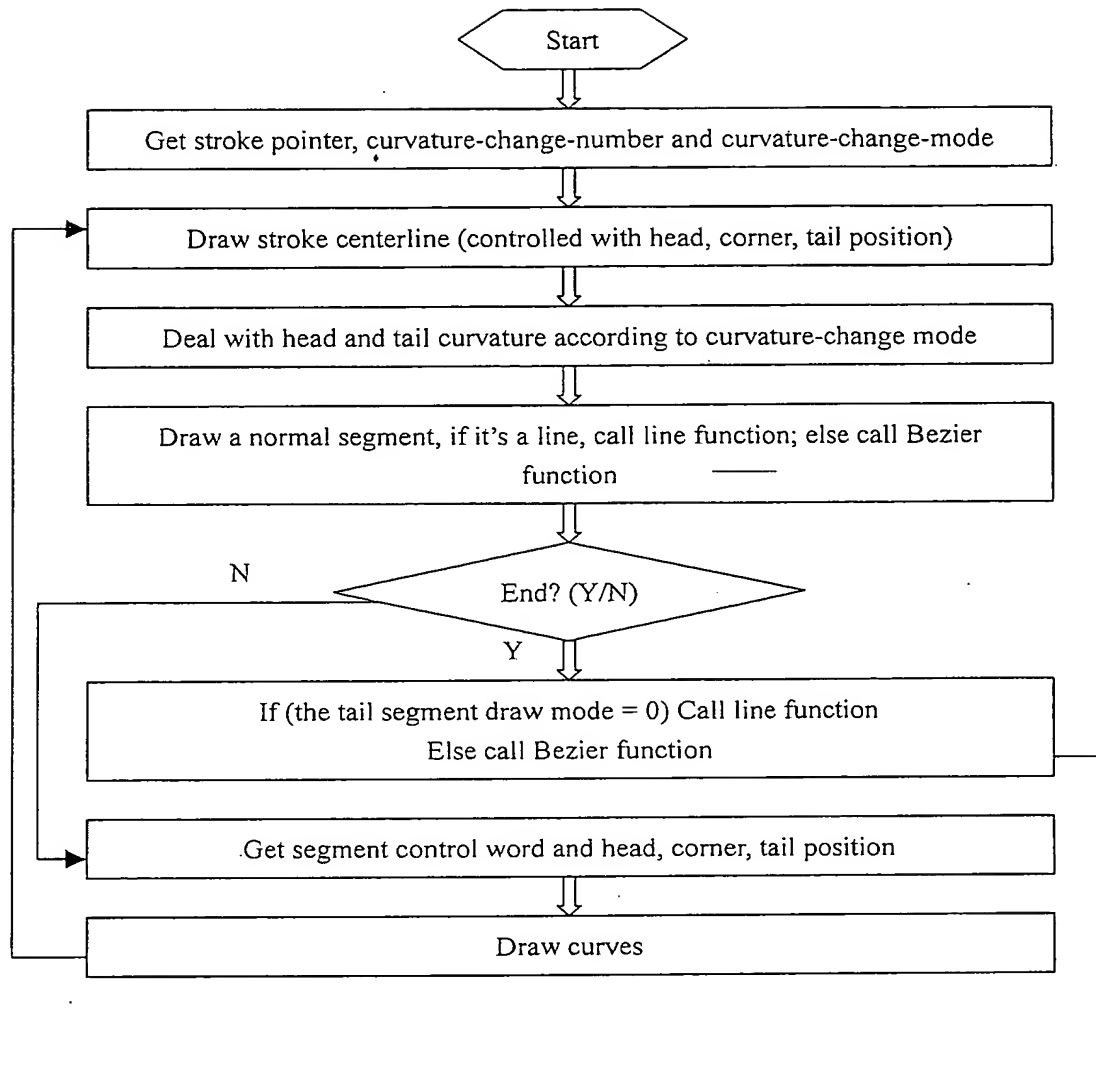 Start
Get stroke pointer, curvature-change-number and curvature-change-mode
Draw stroke centerline (controlled with head, corner, tail position)
Deal with head and tail curvature according to curvature-change mode
Draw a normal segment, if it's a line, call line function; else call Bezier
function
N
End? (Y/N)
Y
If (the tail segment draw mode = 0) Call line function
Else call Bezier function
Get segment control word and head, corner, tail position
Draw curves